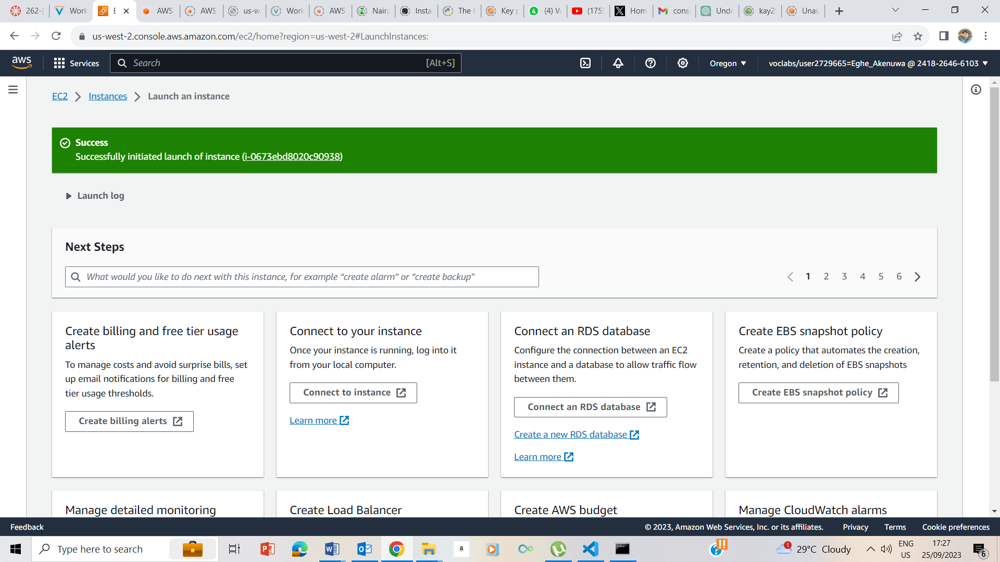 262-[
Work
E
AWS
AWS
us-w
Work
AWS
Naira
Insta
The P
Key p
(4) W
(175
Hom
cons
Unde
kay2
Unau
us-west-2.console.aws.amazon.com/ec2/home?region=us-west-2#LaunchInstances:
aws Services Search [Alt+S] Oregon voclabs/user2729665=Eghe_Akenuwa @ 2418-2646-6103
EC2 Instances Launch an instance
Success
Successfully initiated launch of instance (i-0673ebd8020c90938)
Launch log
Next Steps
What would you like to do next with this instance, for example “create alarm” or “create backup"
1 2 3 4 5 6
Create billing and free tier usage
alerts
To manage costs and avoid surprise bills, set
up email notifications for billing and free
tier usage thresholds.
Create billing alerts
Connect to your instance
Once your instance is running, log into it
from your local computer.
Connect to instance
Learn more
Connect an RDS database
Configure the connection between an EC2
instance and a database to allow traffic flow
between them.
Connect an RDS database
Create a new RDS database
Learn more
Create EBS snapshot policy
Create a policy that automates the creation,
retention, and deletion of EBS snapshots
Create EBS snapshot policy
Manage detailed monitoring
Create Load Balancer
Create AWS budget
Manage CloudWatch alarms
Feedback © 2023, Amazon Web Services, Inc. or its affiliates. Privacy Terms Cookie preferences
Type here to search
a
1
29°C Cloudy
ENG
US
17:27
25/09/2023
6